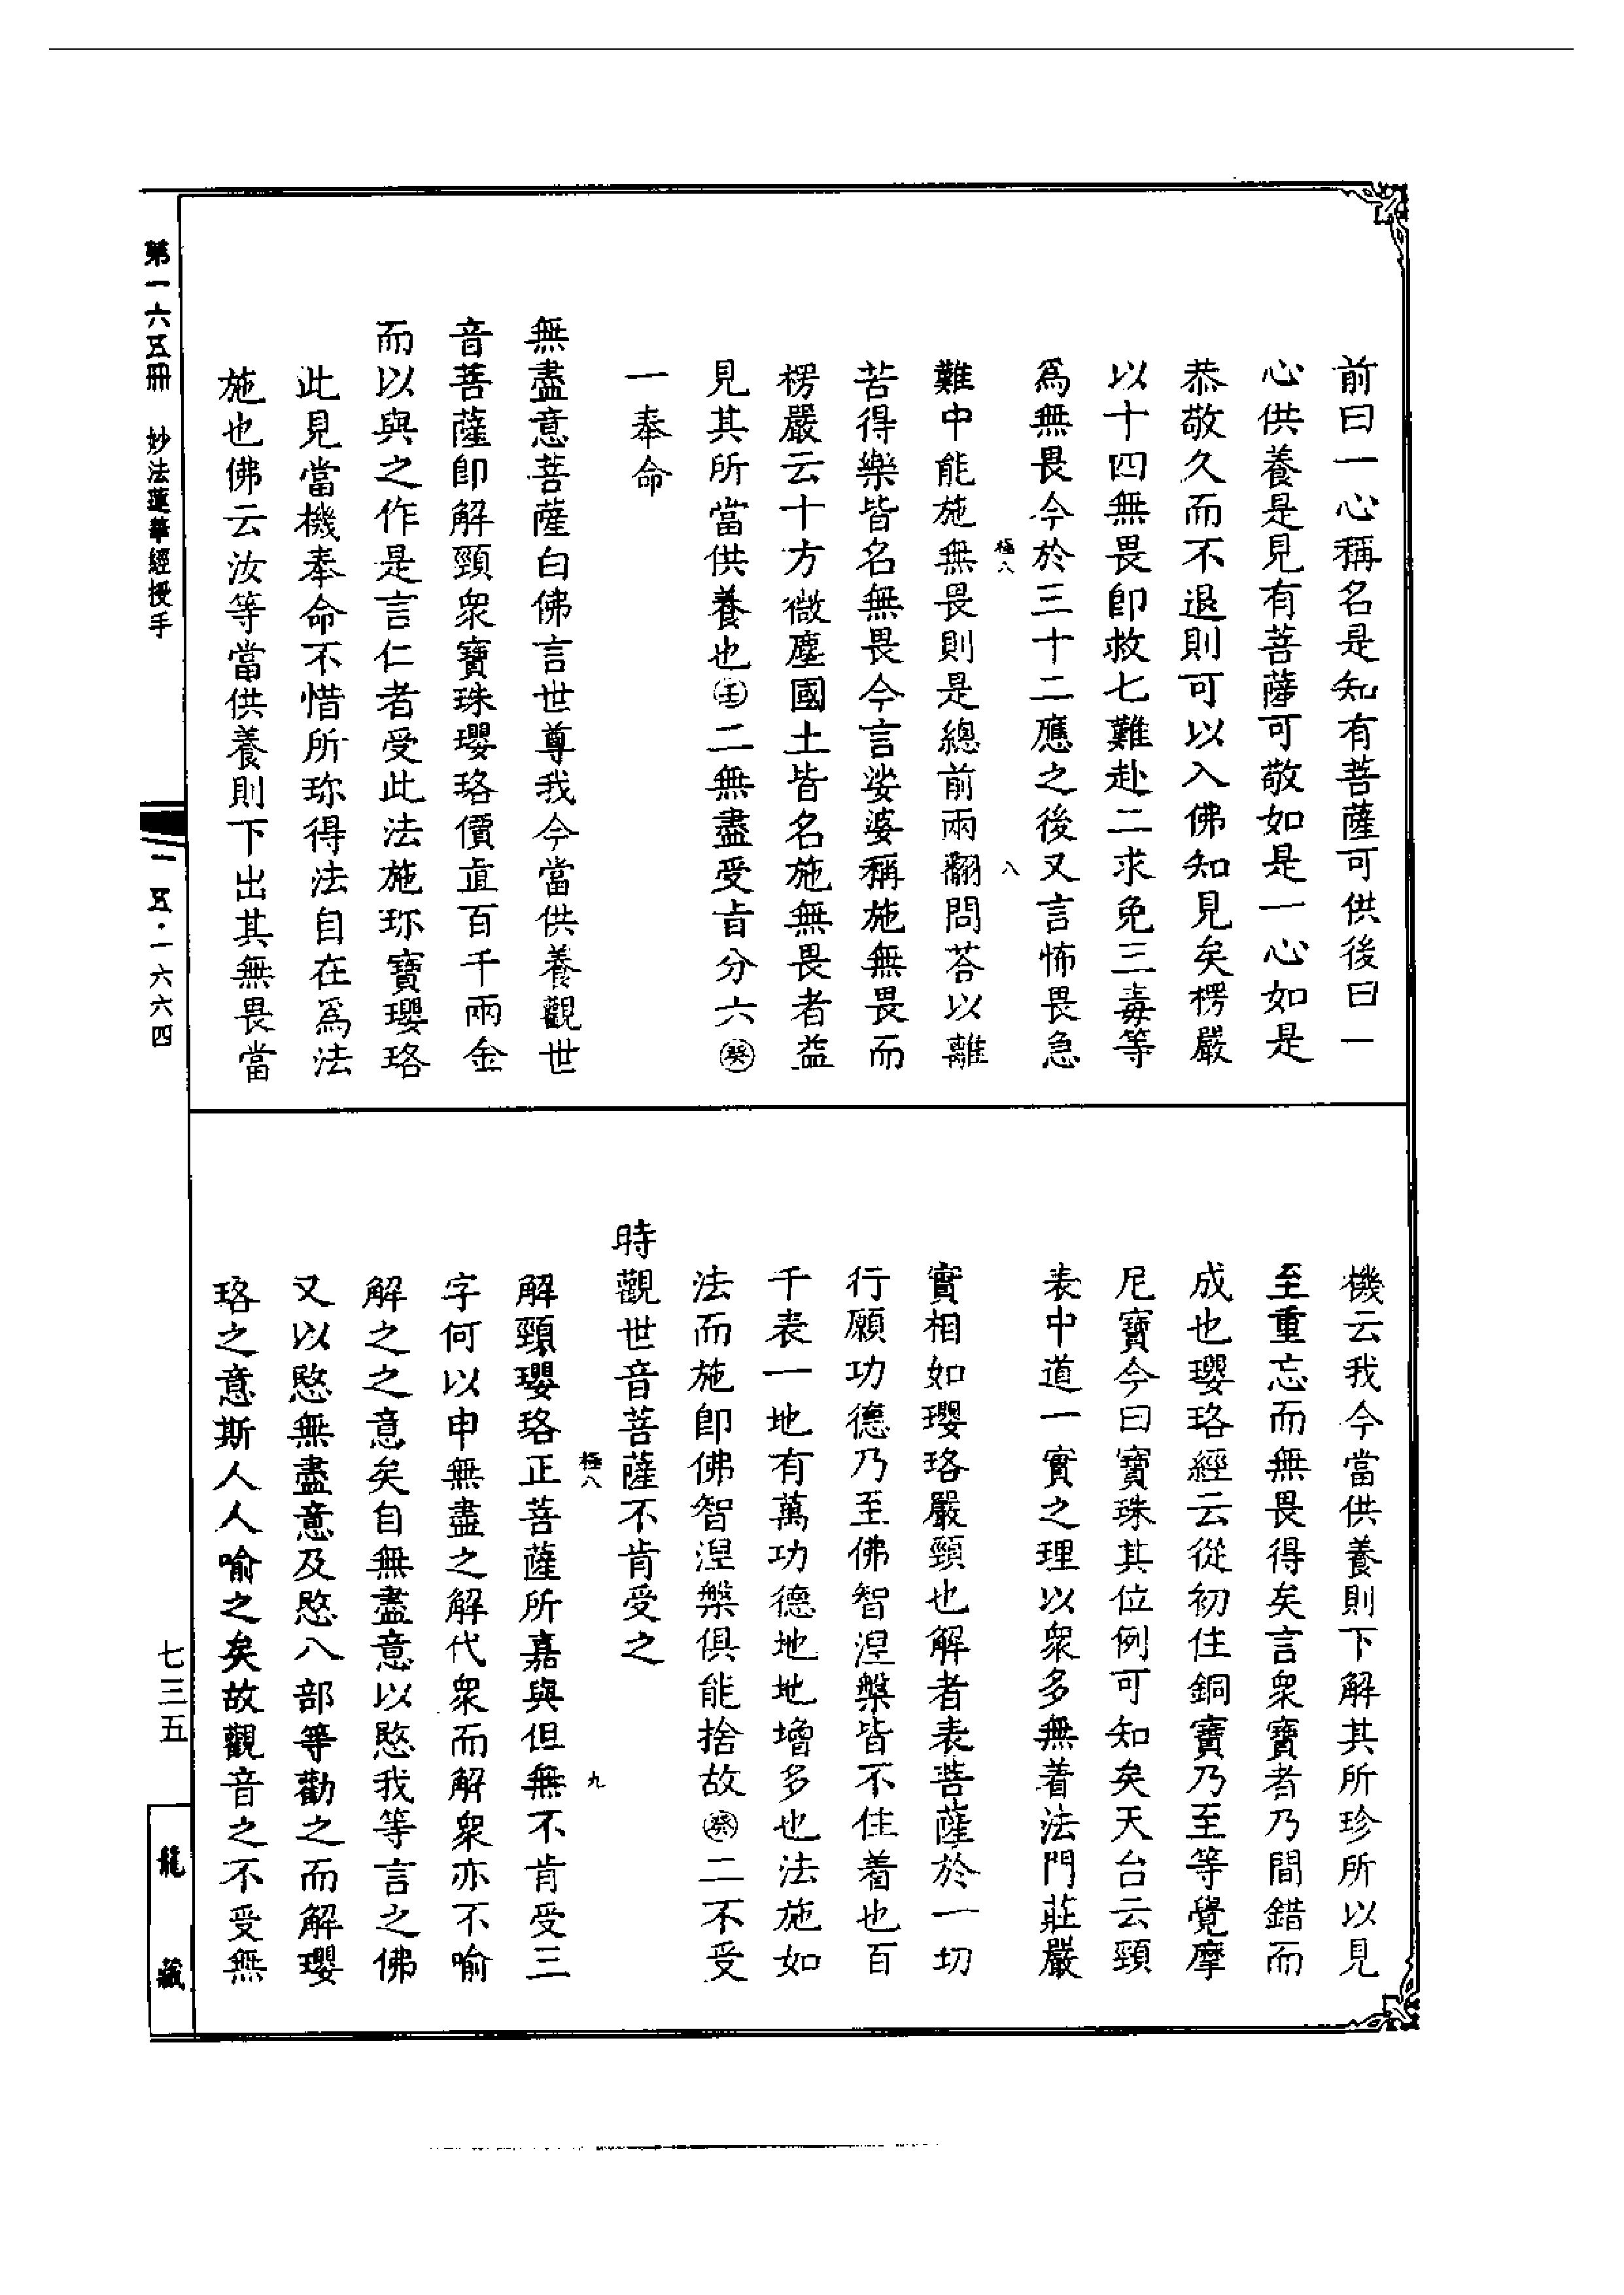 前曰一心稱名是知有菩薩可供後曰一
心供養是見有菩薩可敬如是一心如是
恭敬久而不退則可以入佛知見矣楞嚴
以十四無畏卽救七難赴二求免三毒等
爲無畏今於三十二應之後又言怖畏急
極八
八
難中能施無畏則是總前兩翻問荅以離
苦得樂皆名無畏今言娑婆稱施無畏而
楞嚴云十方微塵國土皆名施無畏者益
見其所當供養也㊣二無盡受旨分六㊣
一奉命
無盡意菩薩白佛言世尊我今當供養觀世
音菩薩卽解頸衆寶珠瓔珞價直百千兩金
而以與之作是言仁者受此法施珎寶瓔珞
此見當機奉命不惜所珎得法自在爲法
施也佛云汝等當供養則下出其無畏當
機云我今當供養則下解其所珍所以見
至重忘而無畏得矣言衆寶者乃間錯而
成也瓔珞經云從初住銅寶乃至等覺摩
尼寶今曰寶珠其位例可知矣天台云頸
表中道一實之理以衆多無着法門莊嚴
實相如瓔珞嚴頸也解者表菩薩於一切
行願功德乃至佛智涅槃皆不住着也百
千表一地有萬功德地地增多也法施如
法而施卽佛智涅槃俱能捨故㊣二不受
時觀世音菩薩不肯受之
極八
九
解頸瓔珞正菩薩所嘉與但無不肯受三
字何以申無盡之解代衆而解衆亦不喻
解之之意矣自無盡意以愍我等言之佛
又以愍無盡意及愍八部等勸之而解瓔
珞之意斯人人喻之矣故觀音之不受無
第一六五冊 妙法蓮華經授手
一五·一六六四
七三五
龍藏